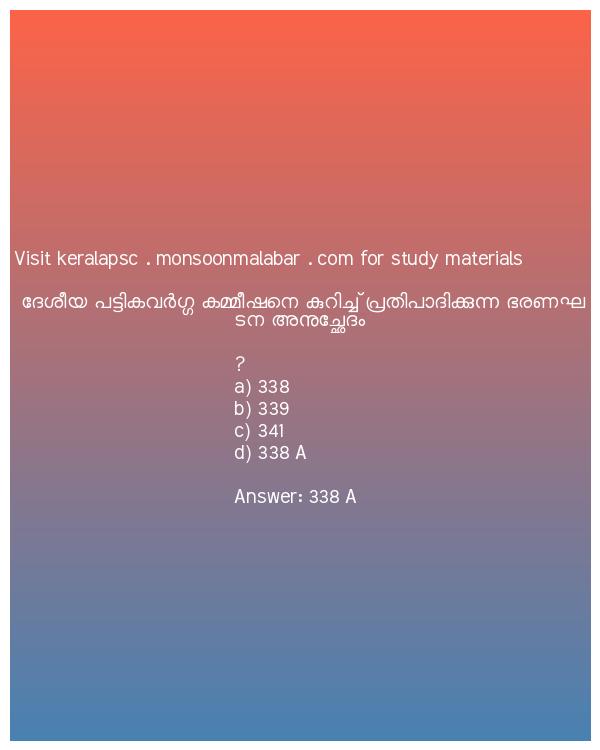 Visit keralapsc . monsoonmalabar . com for study materials
ദേശീയ പട്ടികവർഗ്ഗ കമ്മീഷനെ കുറിച്ച് പ്രതിപാദിക്കുന്ന ഭരണഘ
ടന അനുച്ഛേദം
?
a) 338
b) 339
c) 341
d) 338 A
Answer: 338 A